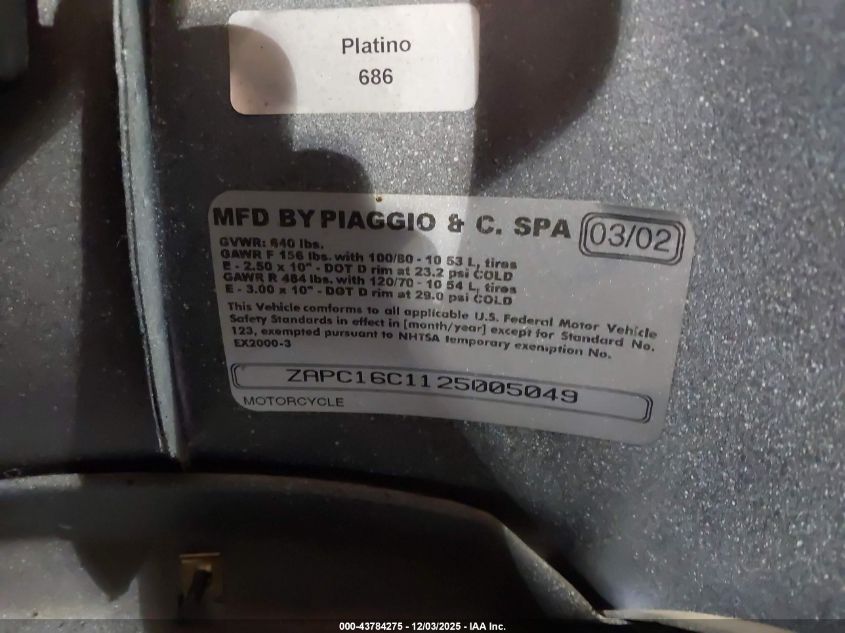 Platino
686
MFD BY PIAGGIO & C. SPA 03/02
GVWR: 640 lbs.
GAWR F 156 lbs. with 100/80 - 10 53 L, tires
E - 2.50 x 10" - DOT D rim at 23.2 psi COLD
GAWR R 484 lbs. with 120/70 - 10 54 L, tires
E - 3.00 x 10" - DOT D rim at 29.0 psi COLD
This Vehicle comforms to all applicable U.S. Federal Motor Vehicle
Safety Standards in effect in [month/year] except for Standard No.
123, exempted pursuant to NHTSA temporary exemption No.
EX2000-3
ZAPC16C1125005049
MOTORCYCLE
000-43784275 - 12/03/2025 - IAA Inc.